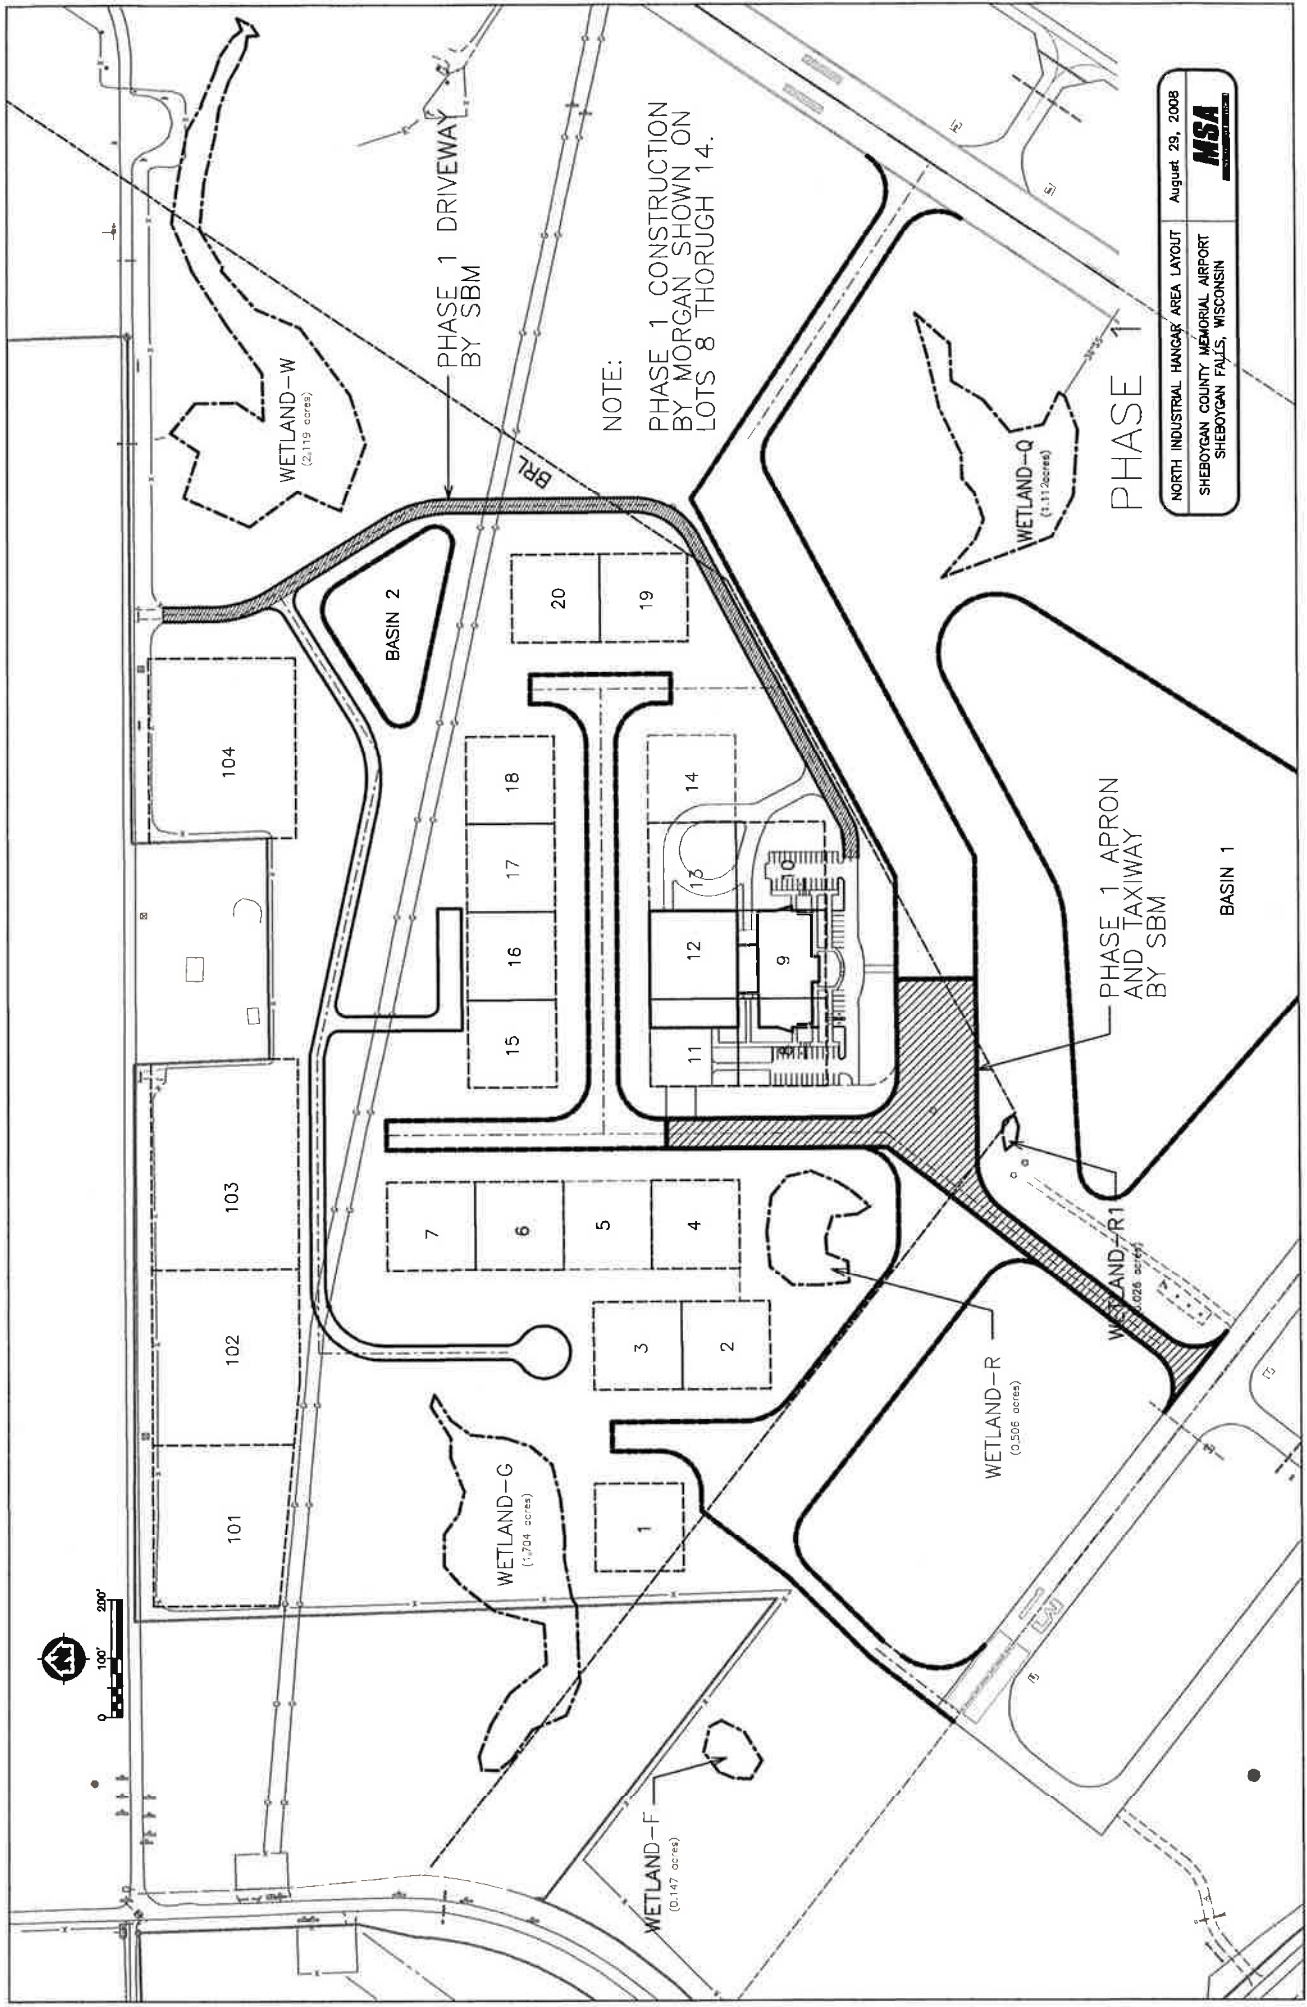 WETLAND-W
(2.119 acres)
PHASE 1 DRIVEWAY
BY SBM
NOTE:
PHASE 1 CONSTRUCTION
BY MORGAN SHOWN ON
LOTS 8 THORUGH 14.
BRL
WETLAND-Q
(1.112acres)
PHASE 1
NORTH INDUSTRIAL HANGAR AREA LAYOUT
August 29, 2008
SHEBOYGAN COUNTY MEMORIAL AIRPORT
SHEBOYGAN FALLS, WISCONSIN
MSA
104
BASIN 2
20
19
18
17
16
15
14
13
12
11
10
9
8
PHASE 1 APRON
AND TAXIWAY
BY SBM
BASIN 1
103
102
101
7
6
5
4
3
2
1
WETLAND-R1
WETLAND-R
(0.506 acres)
WETLAND-G
(1.704 acres)
WETLAND-F
(0.147 acres)
N
0 100' 200'